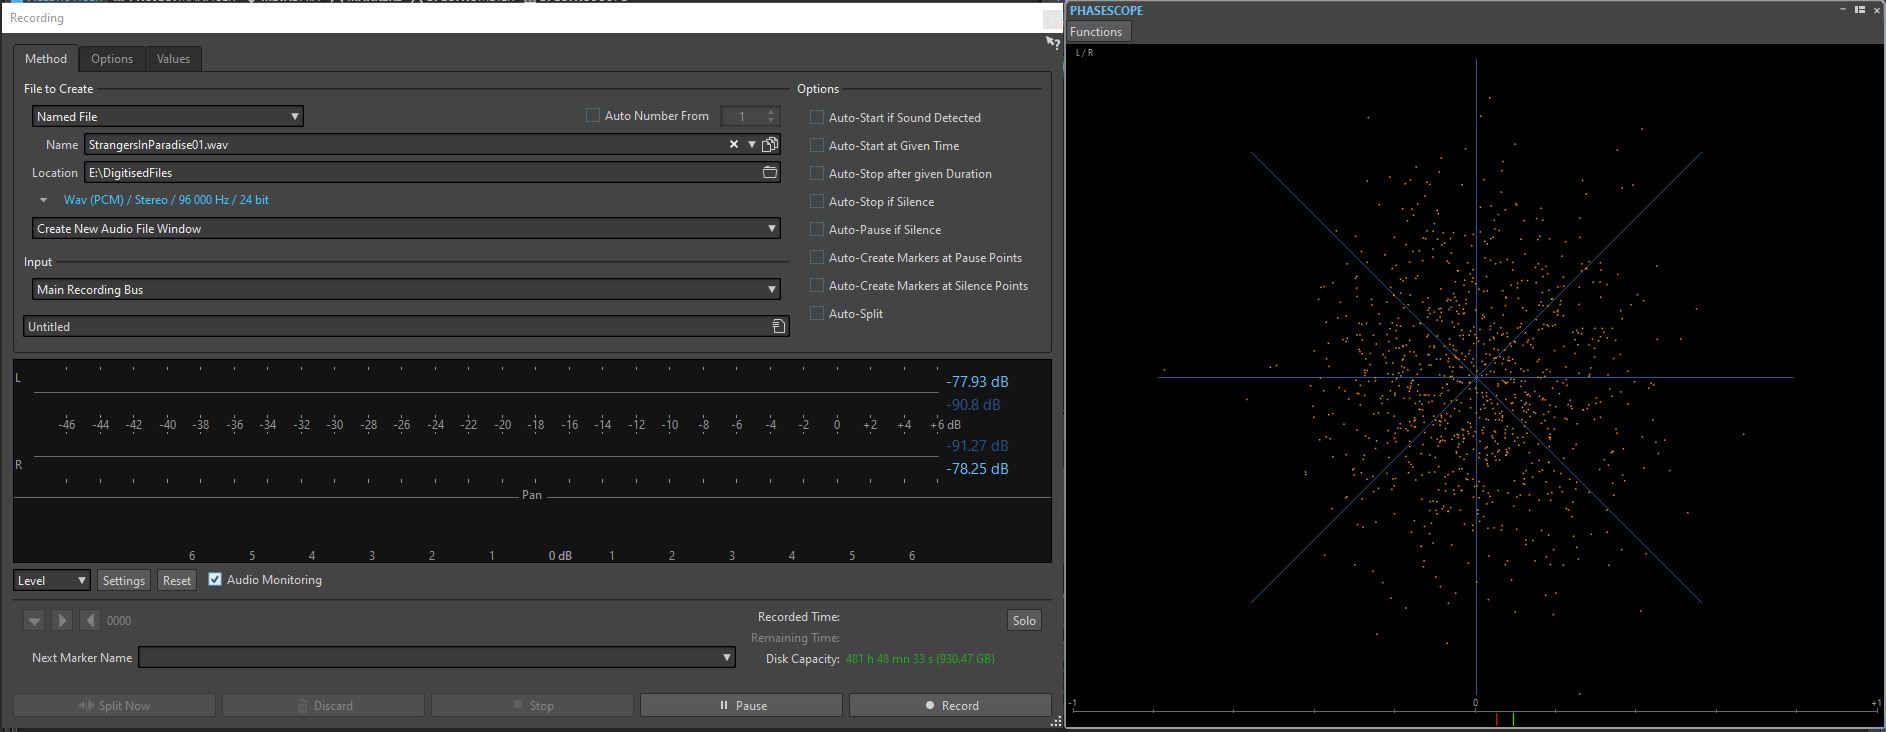 Recording
Method Options Values
File to Create
Named File
Auto Number From 1
Name StrangersInParadise01.wav
Location E:\DigitisedFiles
Wav (PCM) / Stereo / 96 000 Hz / 24 bit
Create New Audio File Window
Input
Main Recording Bus
Untitled
Options
Auto-Start if Sound Detected
Auto-Start at Given Time
Auto-Stop after given Duration
Auto-Stop if Silence
Auto-Pause if Silence
Auto-Create Markers at Pause Points
Auto-Create Markers at Silence Points
Auto-Split
L
-77.93 dB
-90.8 dB
-46 -44 -42 -40 -38 -36 -34 -32 -30 -28 -26 -24 -22 -20 -18 -16 -14 -12 -10 -8 -6 -4 -2 0 +2 +4 +6 dB
-91.27 dB
R
-78.25 dB
Pan
6 5 4 3 2 1 0 dB 1 2 3 4 5 6
Level Settings Reset Audio Monitoring
0000
Recorded Time:
Solo
Remaining Time:
Next Marker Name
Disk Capacity: 481 h 48 mn 33 s (930.47 GB)
Split Now Discard Stop Pause Record
PHASESCOPE
Functions
L / R
-1 0 +1